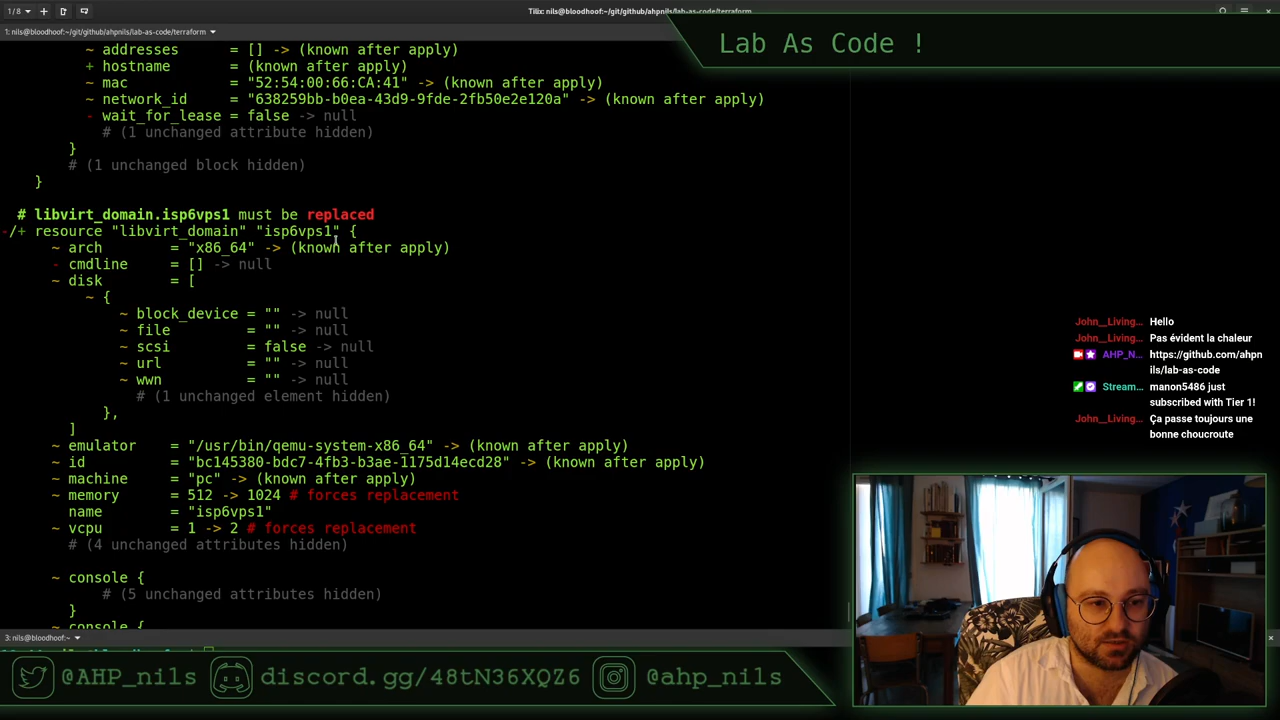 1 / 8
Tilix: nils@bloodhoof:~/git/github/ahpnils/lab-as-code/terraform
1: nils@bloodhoof:~/git/github/ahpnils/lab-as-code/terraform
Lab As Code !
~ addresses      = [] -> (known after apply)
+ hostname       = (known after apply)
~ mac            = "52:54:00:66:CA:41" -> (known after apply)
~ network_id     = "638259bb-b0ea-43d9-9fde-2fb50e2e120a" -> (known after apply)
- wait_for_lease = false -> null
# (1 unchanged attribute hidden)
}
# (1 unchanged block hidden)
}
# libvirt_domain.isp6vps1 must be replaced
-/+ resource "libvirt_domain" "isp6vps1" {
~ arch        = "x86_64" -> (known after apply)
- cmdline     = [] -> null
~ disk        = [
~ {
~ block_device = "" -> null
~ file         = "" -> null
~ scsi         = false -> null
~ url          = "" -> null
~ wwn          = "" -> null
# (1 unchanged element hidden)
},
]
~ emulator    = "/usr/bin/qemu-system-x86_64" -> (known after apply)
~ id          = "bc145380-bdc7-4fb3-b3ae-1175d14ecd28" -> (known after apply)
~ machine     = "pc" -> (known after apply)
~ memory      = 512 -> 1024 # forces replacement
name        = "isp6vps1"
~ vcpu        = 1 -> 2 # forces replacement
# (4 unchanged attributes hidden)
~ console {
# (5 unchanged attributes hidden)
}
~ console {
3: nils@bloodhoof:~
John__Living... Hello
John__Living... Pas évident la chaleur
AHP_N... https://github.com/ahpn
ils/lab-as-code
Stream... manon5486 just
subscribed with Tier 1!
John__Living... Ça passe toujours une
bonne choucroute
@AHP_nils discord.gg/48tN36XQZ6 @ahp_nils